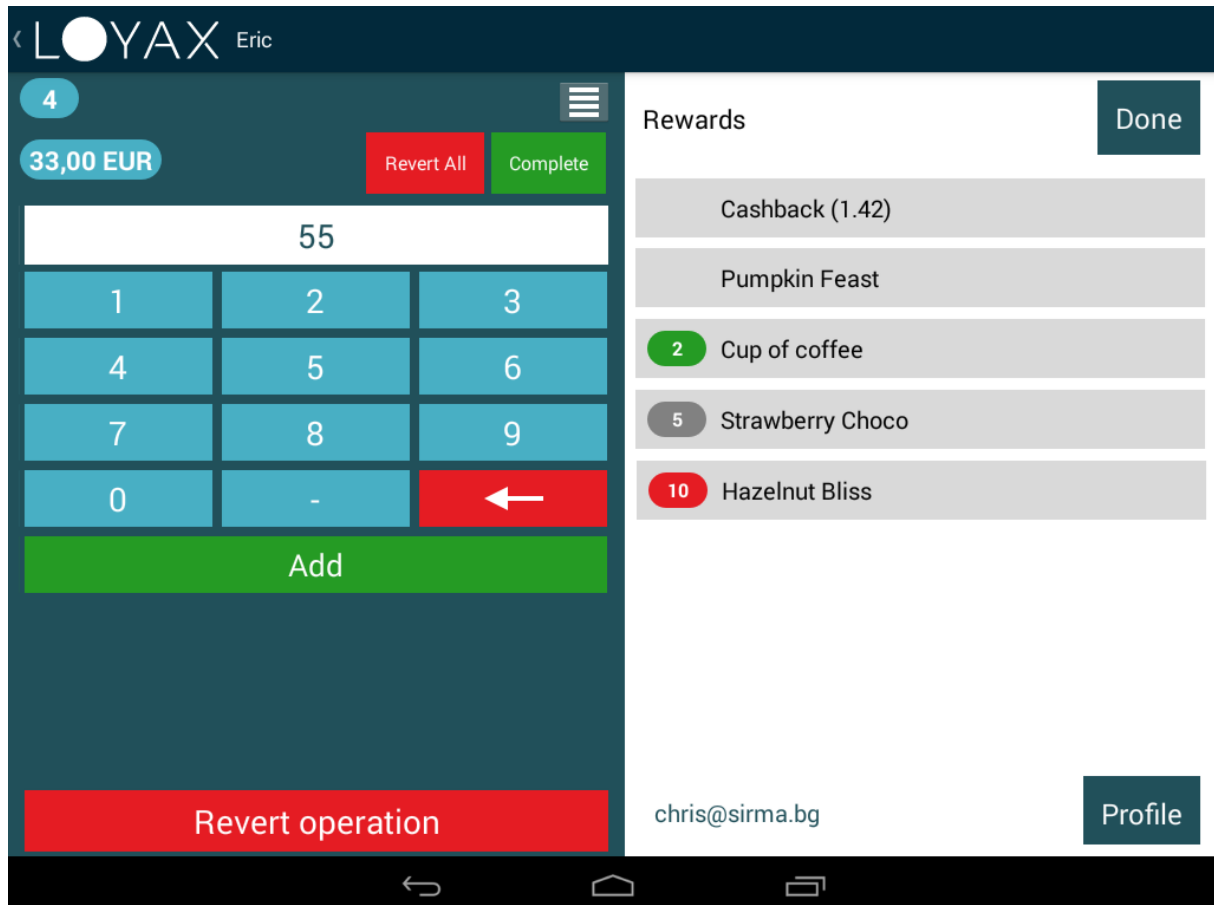 LOYAX Eric
4
33,00 EUR
Revert All
Complete
55
1 2 3
4 5 6
7 8 9
0 -
Add
Revert operation
Rewards
Done
Cashback (1.42)
Pumpkin Feast
2 Cup of coffee
5 Strawberry Choco
10 Hazelnut Bliss
chris@sirma.bg
Profile